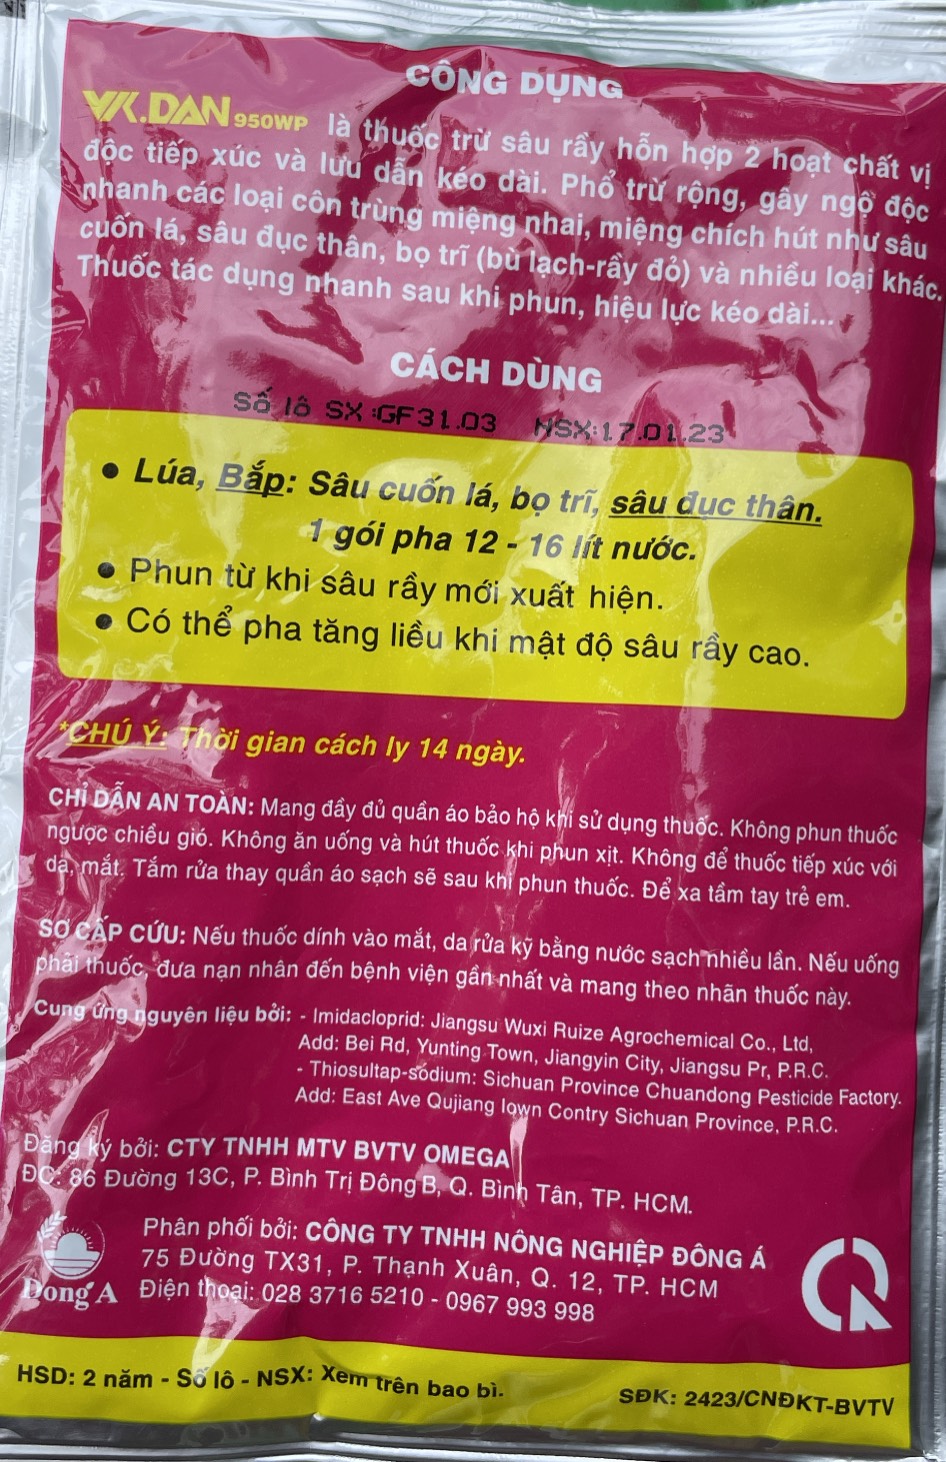 CÔNG DỤNG
VK.DAN 950WP là thuốc trừ sâu rầy hỗn hợp 2 hoạt chất vị
độc tiếp xúc và lưu dẫn kéo dài. Phổ trừ rộng, gây ngộ độc
nhanh các loại côn trùng miệng nhai, miệng chích hút như sâu
cuốn lá, sâu đục thân, bọ trĩ (bù lạch-rầy đỏ) và nhiều loại khác.
Thuốc tác dụng nhanh sau khi phun, hiệu lực kéo dài...
CÁCH DÙNG
Số lô SX:GF31.03 NSX:17.01.23
• Lúa, Bắp: Sâu cuốn lá, bọ trĩ, sâu đục thân.
1 gói pha 12 - 16 lít nước.
• Phun từ khi sâu rầy mới xuất hiện.
• Có thể pha tăng liều khi mật độ sâu rầy cao.
*CHÚ Ý: Thời gian cách ly 14 ngày.
CHỈ DẪN AN TOÀN: Mang đầy đủ quần áo bảo hộ khi sử dụng thuốc. Không phun thuốc
ngược chiều gió. Không ăn uống và hút thuốc khi phun xịt. Không để thuốc tiếp xúc với
da, mắt. Tắm rửa thay quần áo sạch sẽ sau khi phun thuốc. Để xa tầm tay trẻ em.
SƠ CẤP CỨU: Nếu thuốc dính vào mắt, da rửa kỹ bằng nước sạch nhiều lần. Nếu uống
phải thuốc, đưa nạn nhân đến bệnh viện gần nhất và mang theo nhãn thuốc này.
Cung ứng nguyên liệu bởi: - Imidacloprid: Jiangsu Wuxi Ruize Agrochemical Co., Ltd,
Add: Bei Rd, Yunting Town, Jiangyin City, Jiangsu Pr, P.R.C.
- Thiosultap-sodium: Sichuan Province Chuandong Pesticide Factory.
Add: East Ave Qujiang Iown Contry Sichuan Province, P.R.C.
Đăng ký bởi: CTY TNHH MTV BVTV OMEGA
ĐC: 86 Đường 13C, P. Bình Trị Đông B, Q. Bình Tân, TP. HCM.
Phân phối bởi: CÔNG TY TNHH NÔNG NGHIỆP ĐÔNG Á
75 Đường TX31, P. Thạnh Xuân, Q. 12, TP. HCM
Dong A Điện thoại: 028 3716 5210 - 0967 993 998
HSD: 2 năm - Số lô - NSX: Xem trên bao bì.
SĐK: 2423/CNĐKT-BVTV